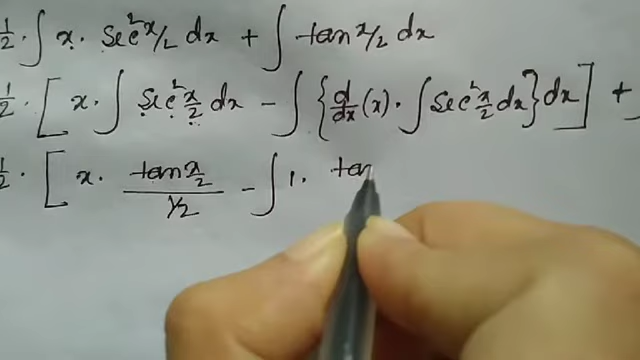 1/2 · ∫ x · sec² x/2 dx + ∫ tan x/2 dx
1/2 · [ x · ∫ sec² x/2 dx − ∫ { d/dx (x) · ∫ sec² x/2 dx } dx ] +
1/2 · [ x · tan x/2 / 1/2 − ∫ 1 · tan